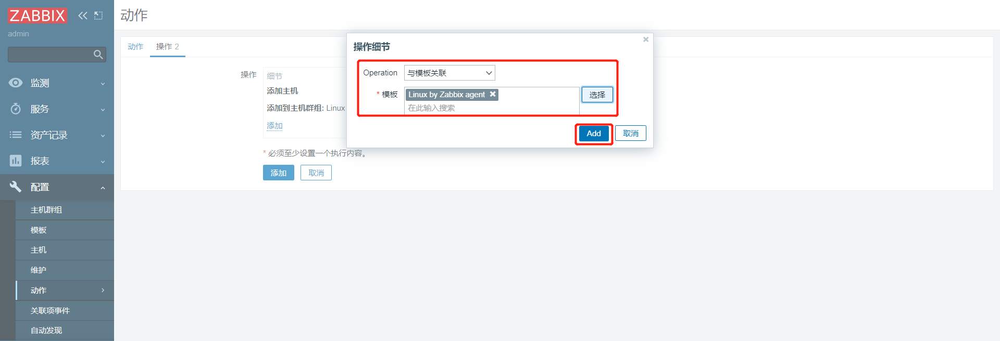 ZABBIX
admin
监测
服务
资产记录
报表
配置
主机群组
模板
主机
维护
动作
关联项事件
自动发现
动作
动作
操作 2
操作
细节
添加主机
添加到主机群组: Linux
添加
* 必须至少设置一个执行内容。
添加
取消
操作细节
Operation
与模板关联
* 模板
Linux by Zabbix agent
在此输入搜索
选择
Add
取消